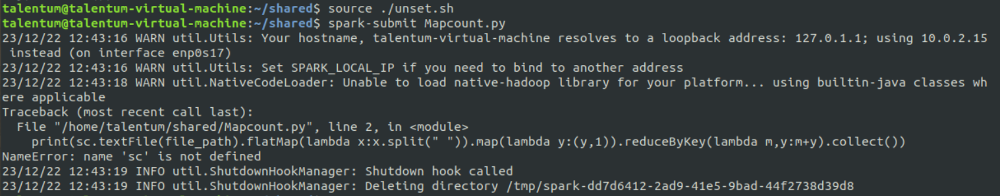 talentum@talentum-virtual-machine:~/shared$ source ./unset.sh
talentum@talentum-virtual-machine:~/shared$ spark-submit Mapcount.py
23/12/22 12:43:16 WARN util.Utils: Your hostname, talentum-virtual-machine resolves to a loopback address: 127.0.1.1; using 10.0.2.15
 instead (on interface enp0s17)
23/12/22 12:43:16 WARN util.Utils: Set SPARK_LOCAL_IP if you need to bind to another address
23/12/22 12:43:18 WARN util.NativeCodeLoader: Unable to load native-hadoop library for your platform... using builtin-java classes wh
ere applicable
Traceback (most recent call last):
  File "/home/talentum/shared/Mapcount.py", line 2, in <module>
    print(sc.textFile(file_path).flatMap(lambda x:x.split(" ")).map(lambda y:(y,1)).reduceByKey(lambda m,y:m+y).collect())
NameError: name 'sc' is not defined
23/12/22 12:43:19 INFO util.ShutdownHookManager: Shutdown hook called
23/12/22 12:43:19 INFO util.ShutdownHookManager: Deleting directory /tmp/spark-dd7d6412-2ad9-41e5-9bad-44f2738d39d8